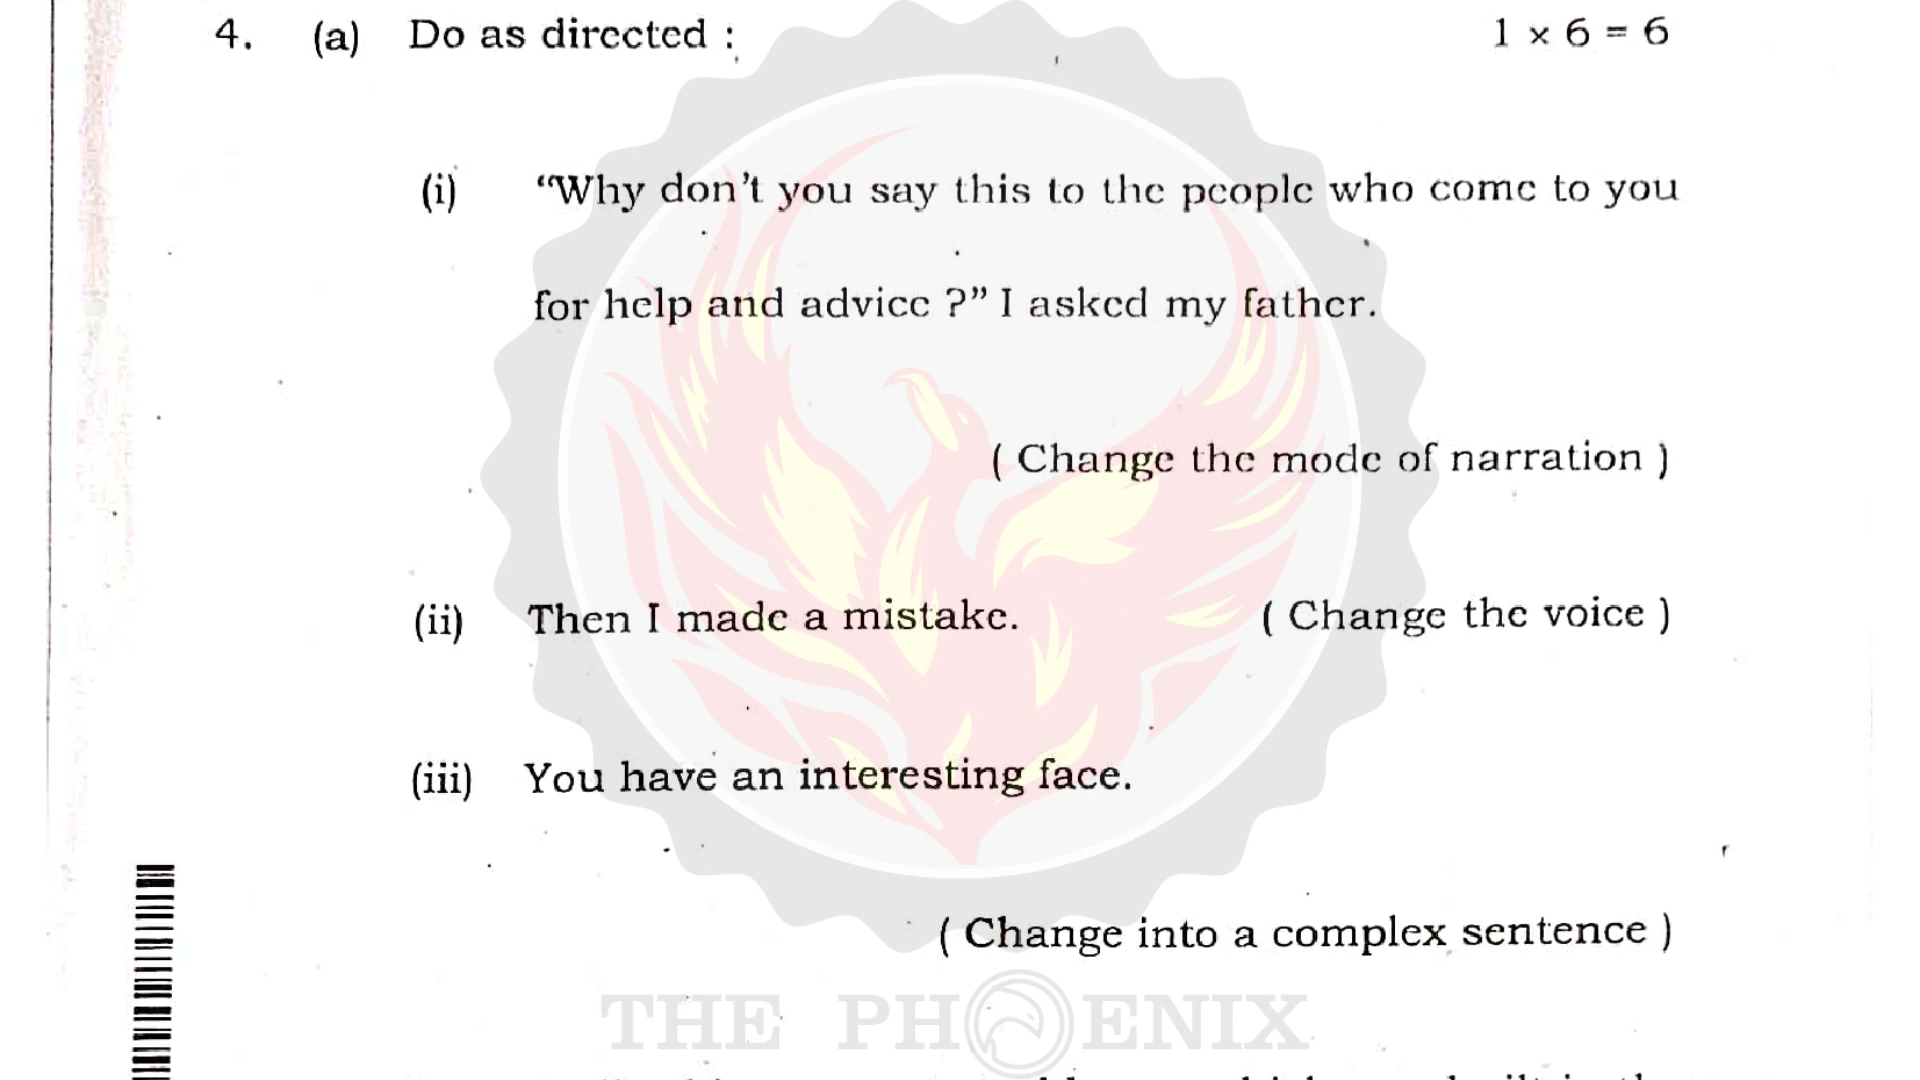 4. (a) Do as directed : 1 × 6 = 6
(i) “Why don’t you say this to the people who come to you
for help and advice ?” I asked my father.
( Change the mode of narration )
(ii) Then I made a mistake. ( Change the voice )
(iii) You have an interesting face.
( Change into a complex sentence )
THE PHOENIX